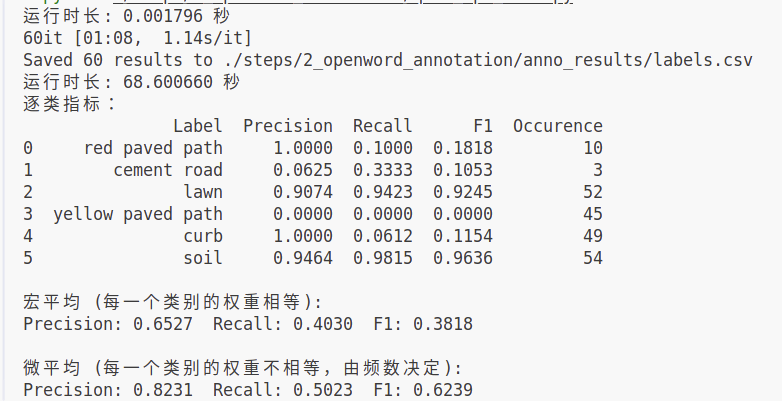 运行时长: 0.001796 秒
60it [01:08,  1.14s/it]
Saved 60 results to ./steps/2_openword_annotation/anno_results/labels.csv
运行时长: 68.600660 秒
逐类指标：
Label Precision Recall F1 Occurence
0 red paved path 1.0000 0.1000 0.1818 10
1 cement road 0.0625 0.3333 0.1053 3
2 lawn 0.9074 0.9423 0.9245 52
3 yellow paved path 0.0000 0.0000 0.0000 45
4 curb 1.0000 0.0612 0.1154 49
5 soil 0.9464 0.9815 0.9636 54
宏平均 (每一个类别的权重相等):
Precision: 0.6527  Recall: 0.4030  F1: 0.3818
微平均 (每一个类别的权重不相等，由频数决定):
Precision: 0.8231  Recall: 0.5023  F1: 0.6239